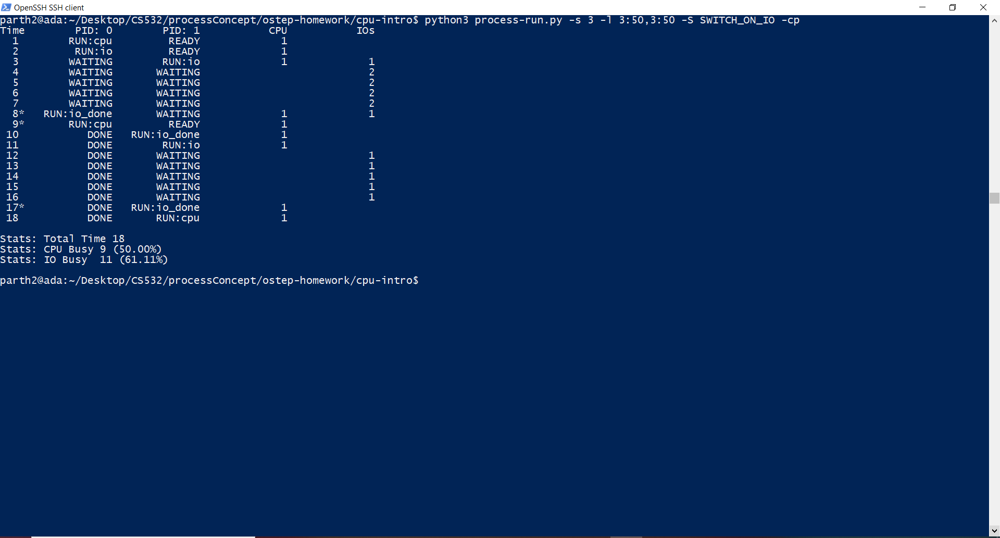 OpenSSH SSH client
parth2@ada:~/Desktop/CS532/processConcept/ostep-homework/cpu-intro$ python3 process-run.py -s 3 -l 3:50,3:50 -S SWITCH_ON_IO -cp
Time        PID: 0        PID: 1           CPU           IOs
  1        RUN:cpu         READY             1
  2         RUN:io         READY             1
  3        WAITING        RUN:io             1             1
  4        WAITING       WAITING                           2
  5        WAITING       WAITING                           2
  6        WAITING       WAITING                           2
  7        WAITING       WAITING                           2
  8*   RUN:io_done       WAITING             1             1
  9*       RUN:cpu         READY             1
 10           DONE   RUN:io_done             1
 11           DONE        RUN:io             1
 12           DONE       WAITING                           1
 13           DONE       WAITING                           1
 14           DONE       WAITING                           1
 15           DONE       WAITING                           1
 16           DONE       WAITING                           1
 17*          DONE   RUN:io_done             1
 18           DONE       RUN:cpu             1
Stats: Total Time 18
Stats: CPU Busy 9 (50.00%)
Stats: IO Busy  11 (61.11%)
parth2@ada:~/Desktop/CS532/processConcept/ostep-homework/cpu-intro$